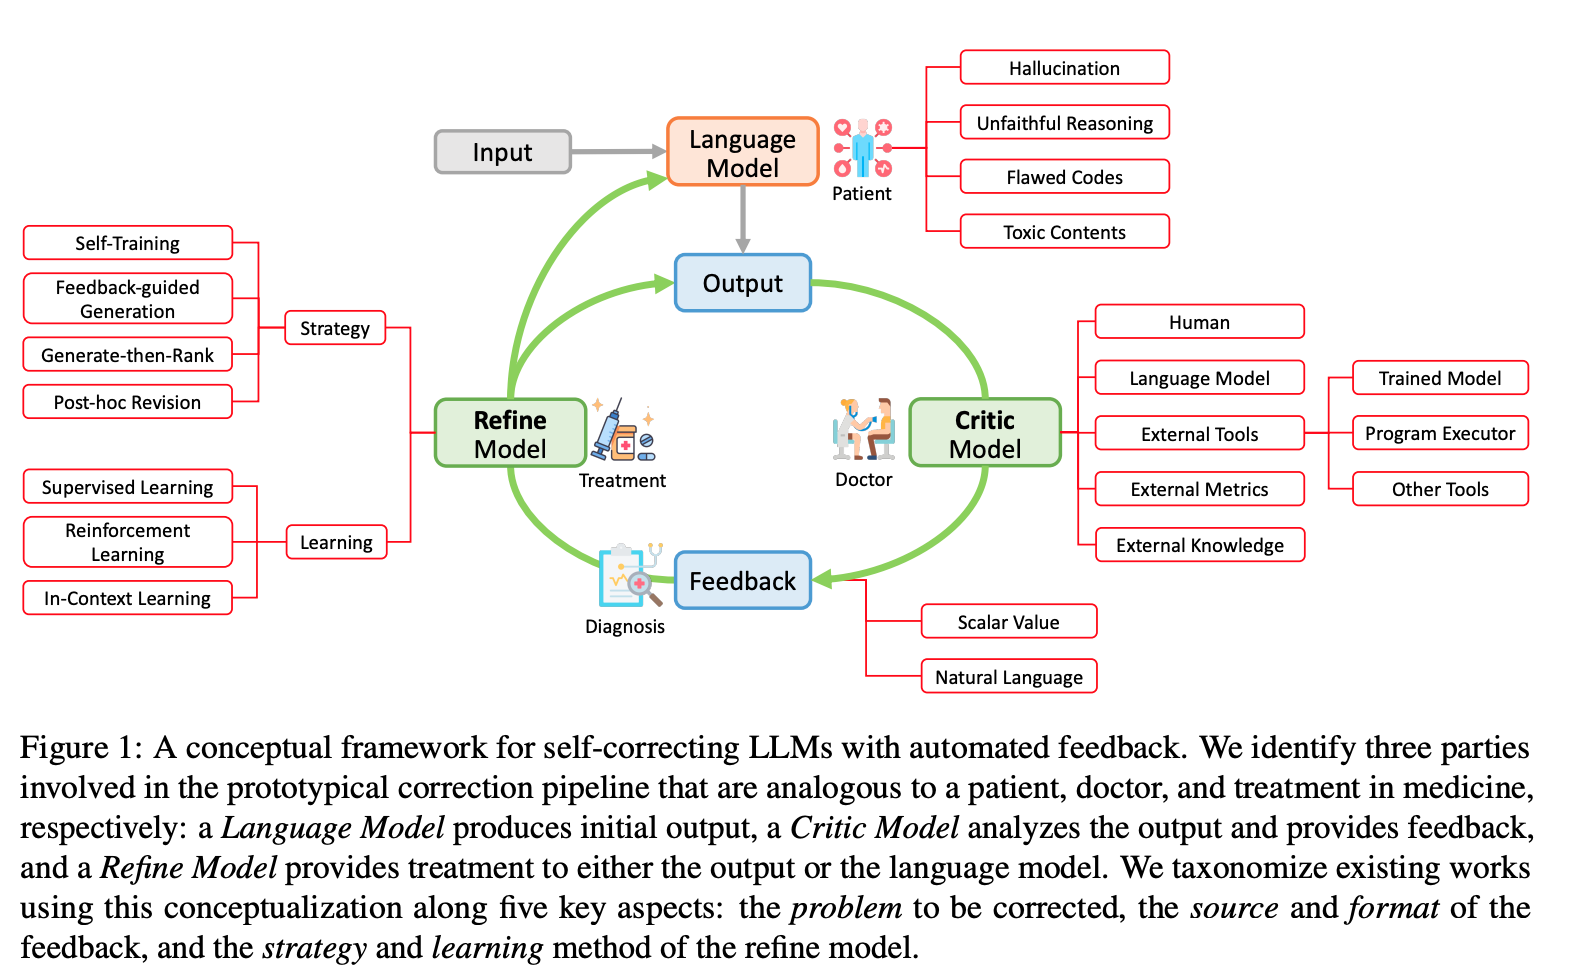 Hallucination
Unfaithful Reasoning
Flawed Codes
Toxic Contents
Input
Language
Model
Patient
Output
Self-Training
Feedback-guided
Generation
Generate-then-Rank
Post-hoc Revision
Strategy
Supervised Learning
Reinforcement
Learning
In-Context Learning
Learning
Refine
Model
Treatment
Doctor
Critic
Model
Human
Language Model
External Tools
External Metrics
External Knowledge
Trained Model
Program Executor
Other Tools
Diagnosis
Feedback
Scalar Value
Natural Language
Figure 1: A conceptual framework for self-correcting LLMs with automated feedback. We identify three parties
involved in the prototypical correction pipeline that are analogous to a patient, doctor, and treatment in medicine,
respectively: a Language Model produces initial output, a Critic Model analyzes the output and provides feedback,
and a Refine Model provides treatment to either the output or the language model. We taxonomize existing works
using this conceptualization along five key aspects: the problem to be corrected, the source and format of the
feedback, and the strategy and learning method of the refine model.